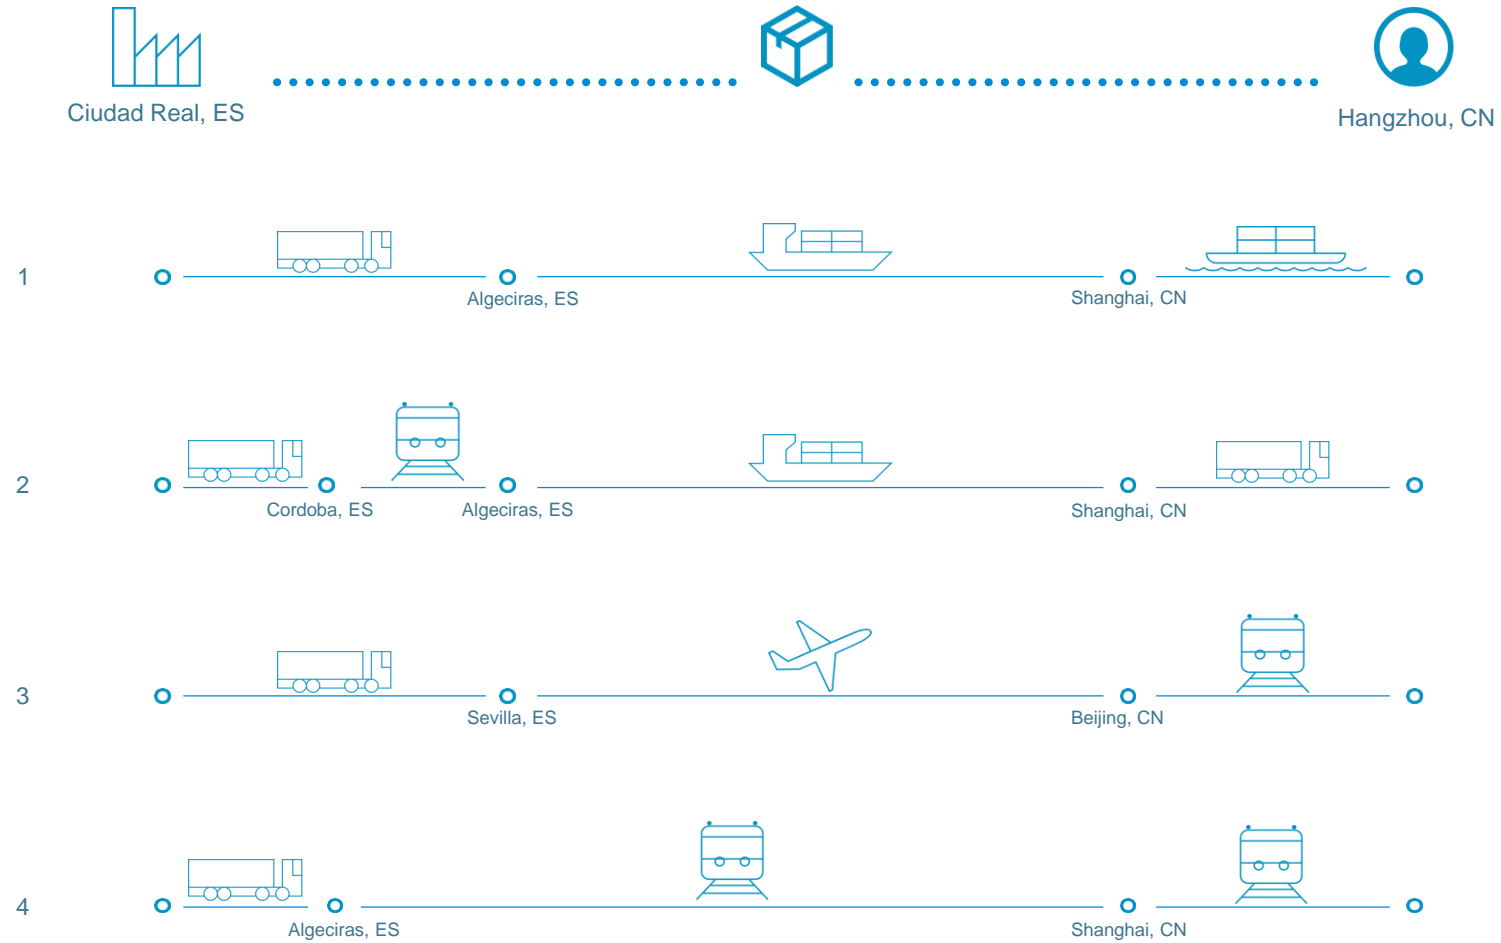 Ciudad Real, ES
Hangzhou, CN
1
Algeciras, ES
Shanghai, CN
2
Cordoba, ES
Algeciras, ES
Shanghai, CN
3
Sevilla, ES
Beijing, CN
4
Algeciras, ES
Shanghai, CN